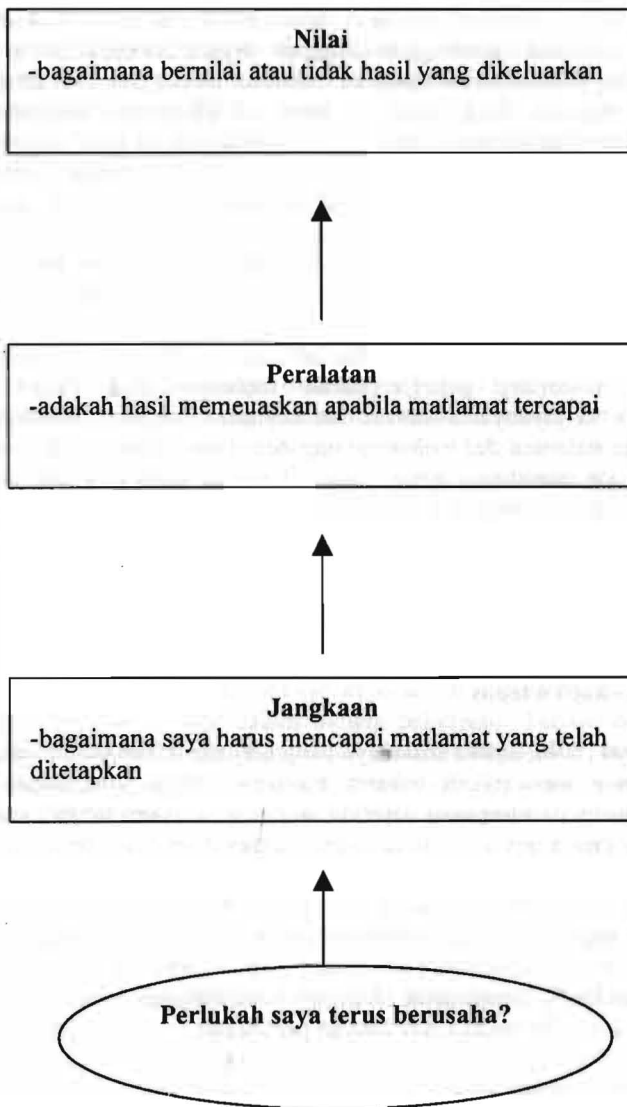 Nilai
-bagaimana bernilai atau tidak hasil yang dikeluarkan
Peralatan
-adakah hasil memeuaskan apabila matlamat tercapai
Jangkaan
-bagaimana saya harus mencapai matlamat yang telah
ditetapkan
Perlukah saya terus berusaha?